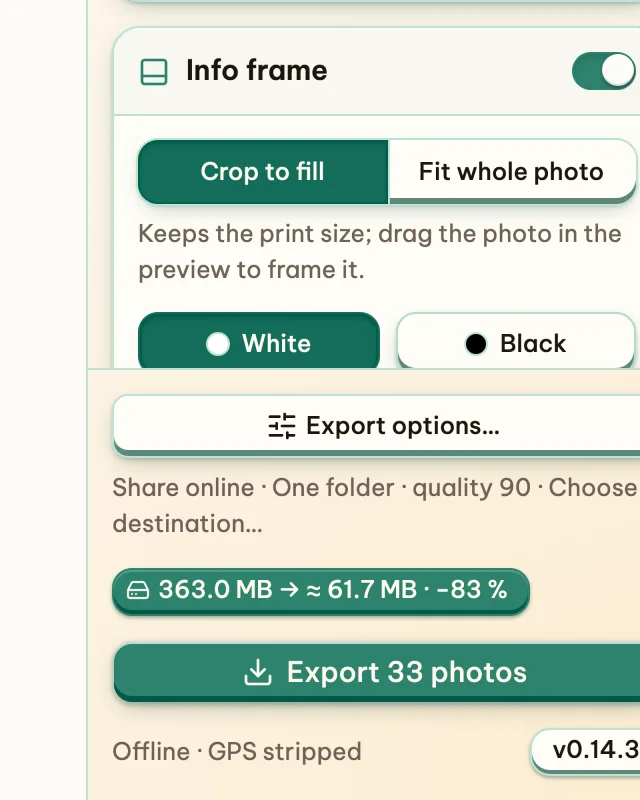 Info frame
Crop to fill
Fit whole photo
Keeps the print size; drag the photo in the
preview to frame it.
White
Black
Export options...
Share online · One folder · quality 90 · Choose
destination...
363.0 MB → ≈ 61.7 MB · −83 %
Export 33 photos
Offline · GPS stripped
v0.14.3